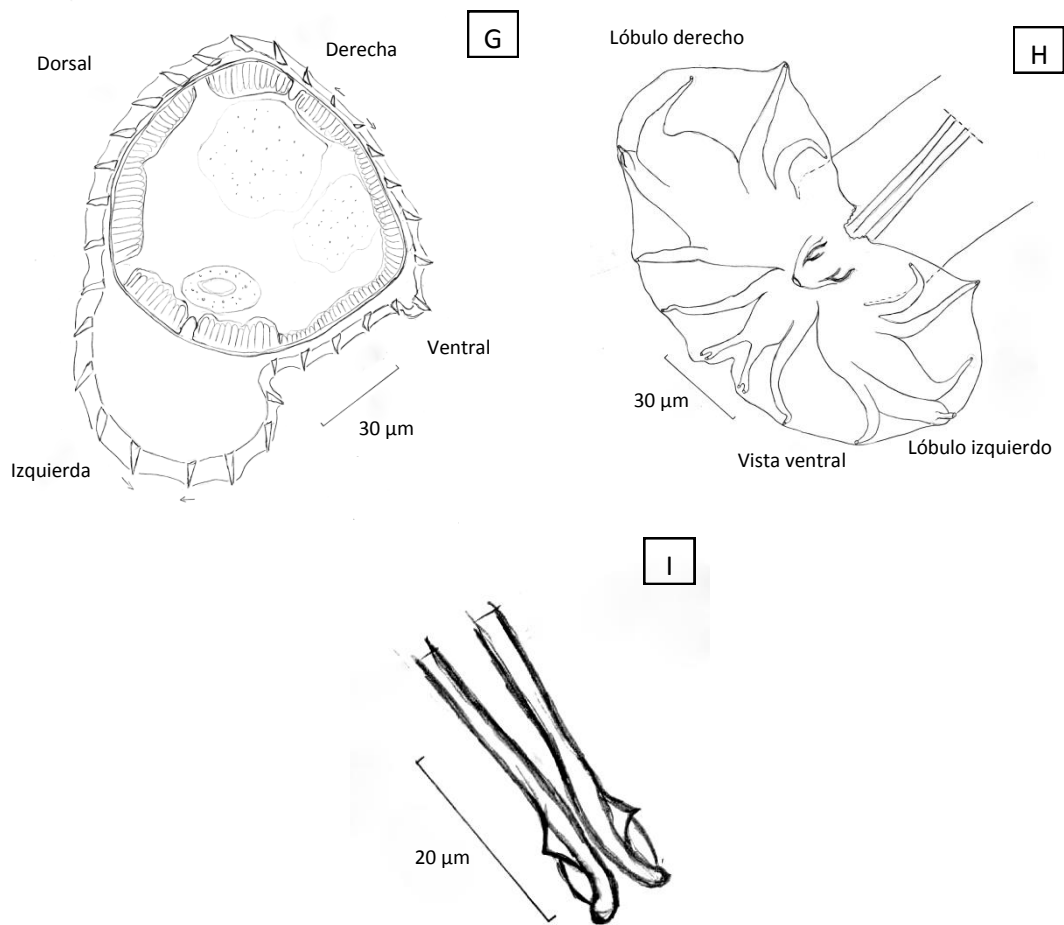 G
Dorsal
Derecha
Ventral
30 µm
Izquierda
H
Lóbulo derecho
30 µm
Vista ventral
Lóbulo izquierdo
I
20 µm